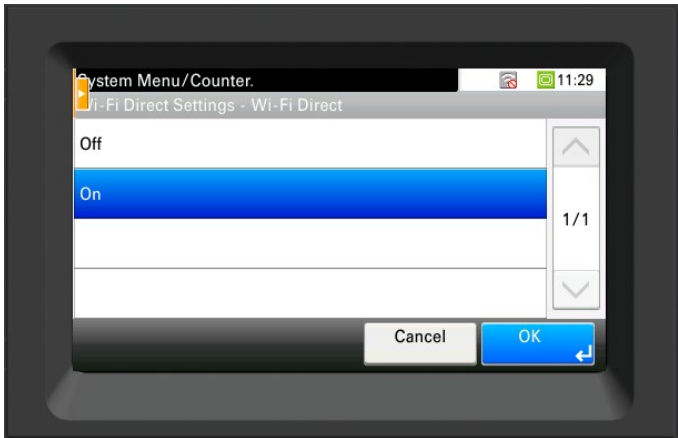 System Menu/Counter.
11:29
Wi-Fi Direct Settings - Wi-Fi Direct
Off
On
1/1
Cancel
OK